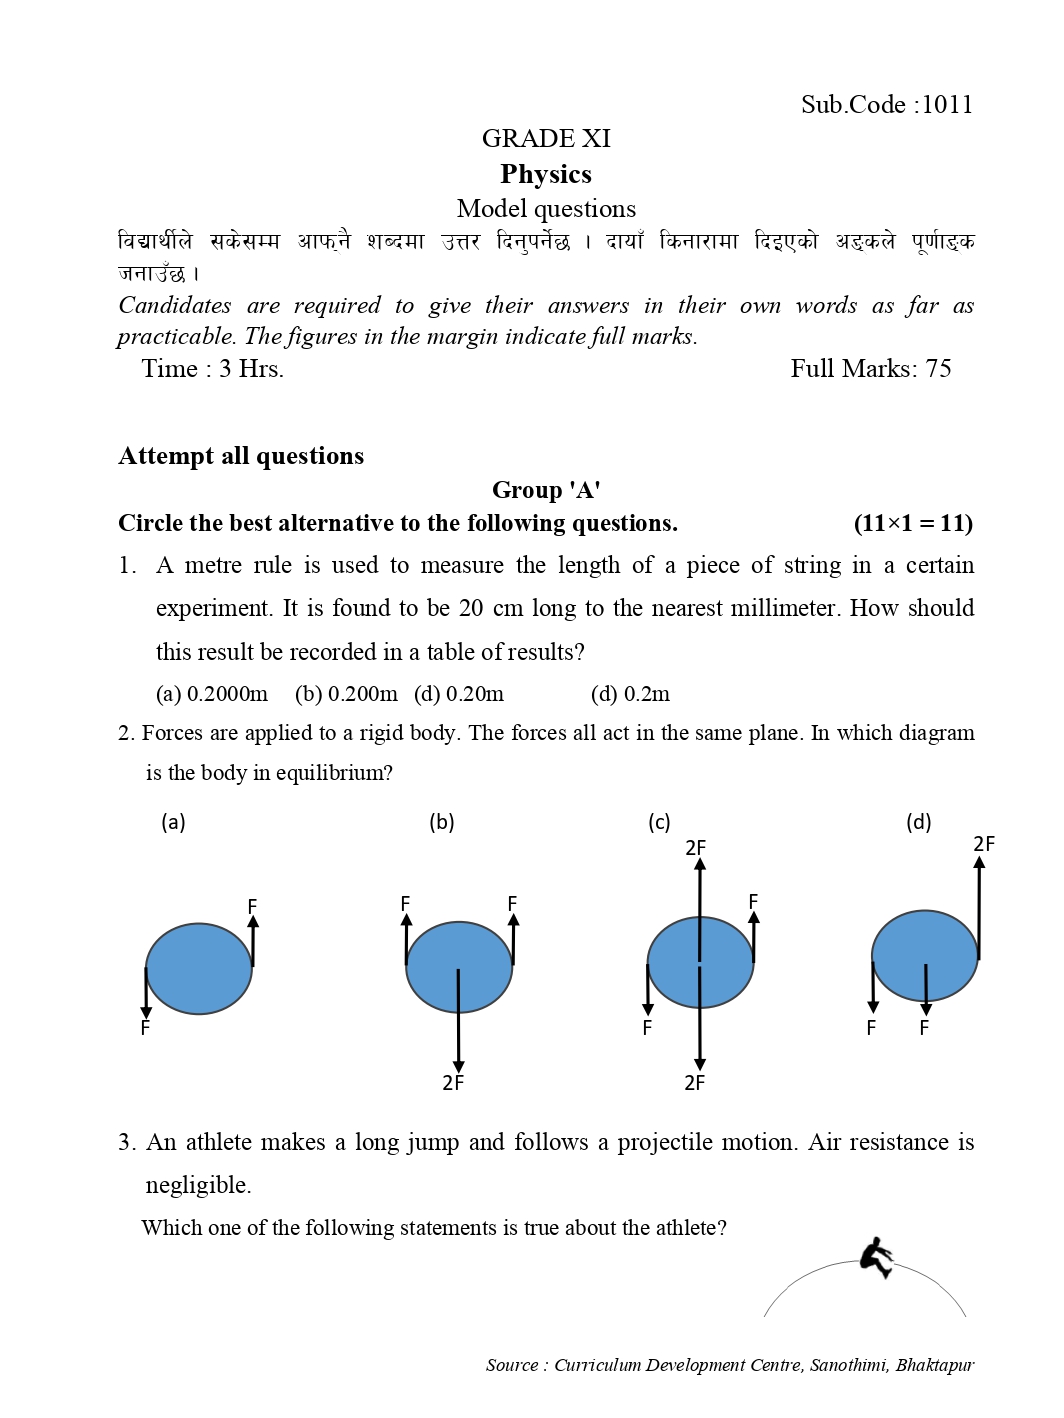 Sub.Code :1011
GRADE XI
Physics
Model questions
विद्यार्थीले सकेसम्म आफ्नै शब्दमा उत्तर दिनुपर्नेछ । दायाँ किनारामा दिइएको अङ्कले पूर्णाङ्क
जनाउँछ ।
Candidates are required to give their answers in their own words as far as
practicable. The figures in the margin indicate full marks.
Time : 3 Hrs. Full Marks: 75
Attempt all questions
Group 'A'
Circle the best alternative to the following questions. (11×1 = 11)
1. A metre rule is used to measure the length of a piece of string in a certain
experiment. It is found to be 20 cm long to the nearest millimeter. How should
this result be recorded in a table of results?
(a) 0.2000m (b) 0.200m (d) 0.20m (d) 0.2m
2. Forces are applied to a rigid body. The forces all act in the same plane. In which diagram
is the body in equilibrium?
(a) (b) (c) (d)
2F 2F
F F F F
F F F F
2F 2F
3. An athlete makes a long jump and follows a projectile motion. Air resistance is
negligible.
Which one of the following statements is true about the athlete?
Source : Curriculum Development Centre, Sanothimi, Bhaktapur